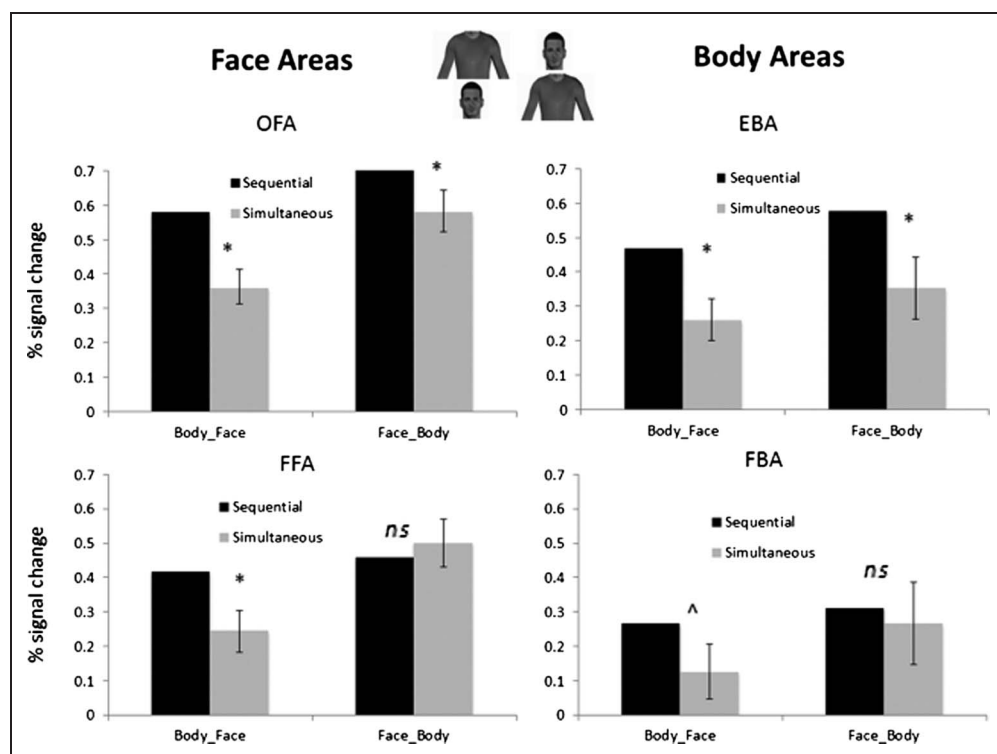 Face Areas
Body Areas
OFA
0.7
0.6
0.5
0.4
0.3
0.2
0.1
0
% signal change
Sequential
Simultaneous
*
*
Body_Face
Face_Body
EBA
0.7
0.6
0.5
0.4
0.3
0.2
0.1
0
% signal change
Sequential
Simultaneous
*
*
Body_Face
Face_Body
FFA
0.7
0.6
0.5
0.4
0.3
0.2
0.1
0
% signal change
Sequential
Simultaneous
*
ns
Body_Face
Face_Body
FBA
0.7
0.6
0.5
0.4
0.3
0.2
0.1
0
% signal change
Sequential
Simultaneous
^
ns
Body_Face
Face_Body